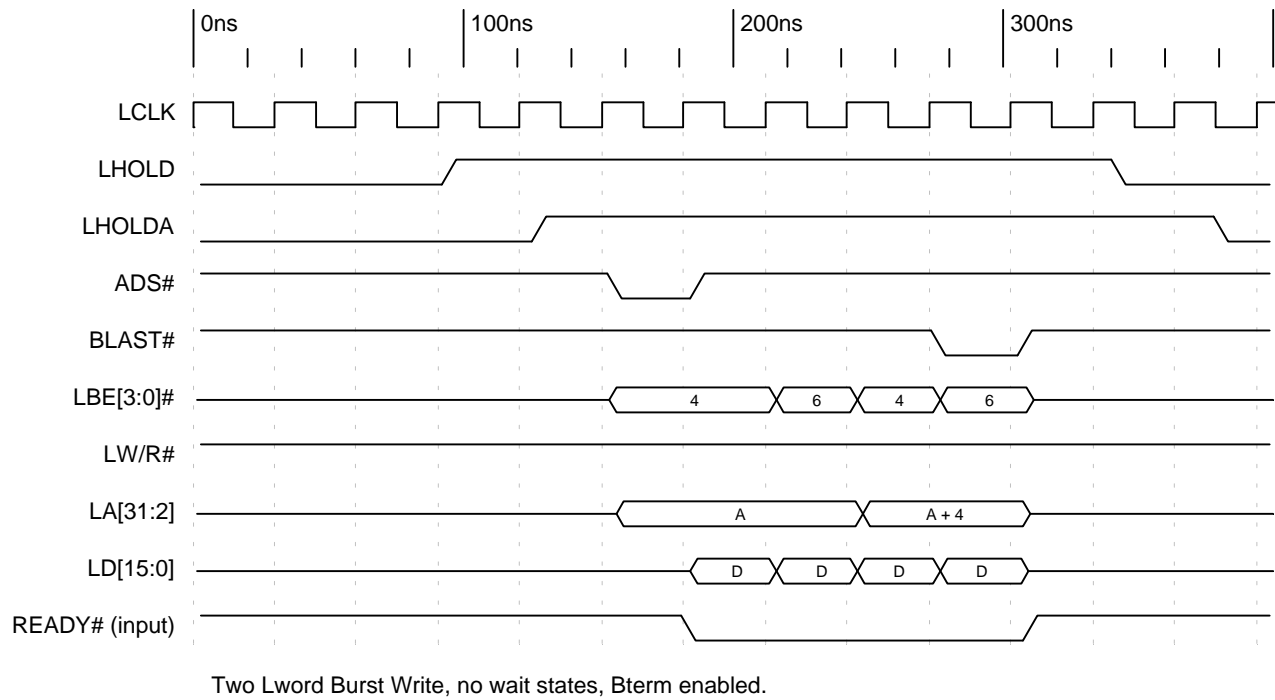 0ns 100ns 200ns 300ns
LCLK
LHOLD
LHOLDA
ADS#
BLAST#
LBE[3:0]# 4 6 4 6
LW/R#
LA[31:2] A A + 4
LD[15:0] D D D D
READY# (input)
Two Lword Burst Write, no wait states, Bterm enabled.